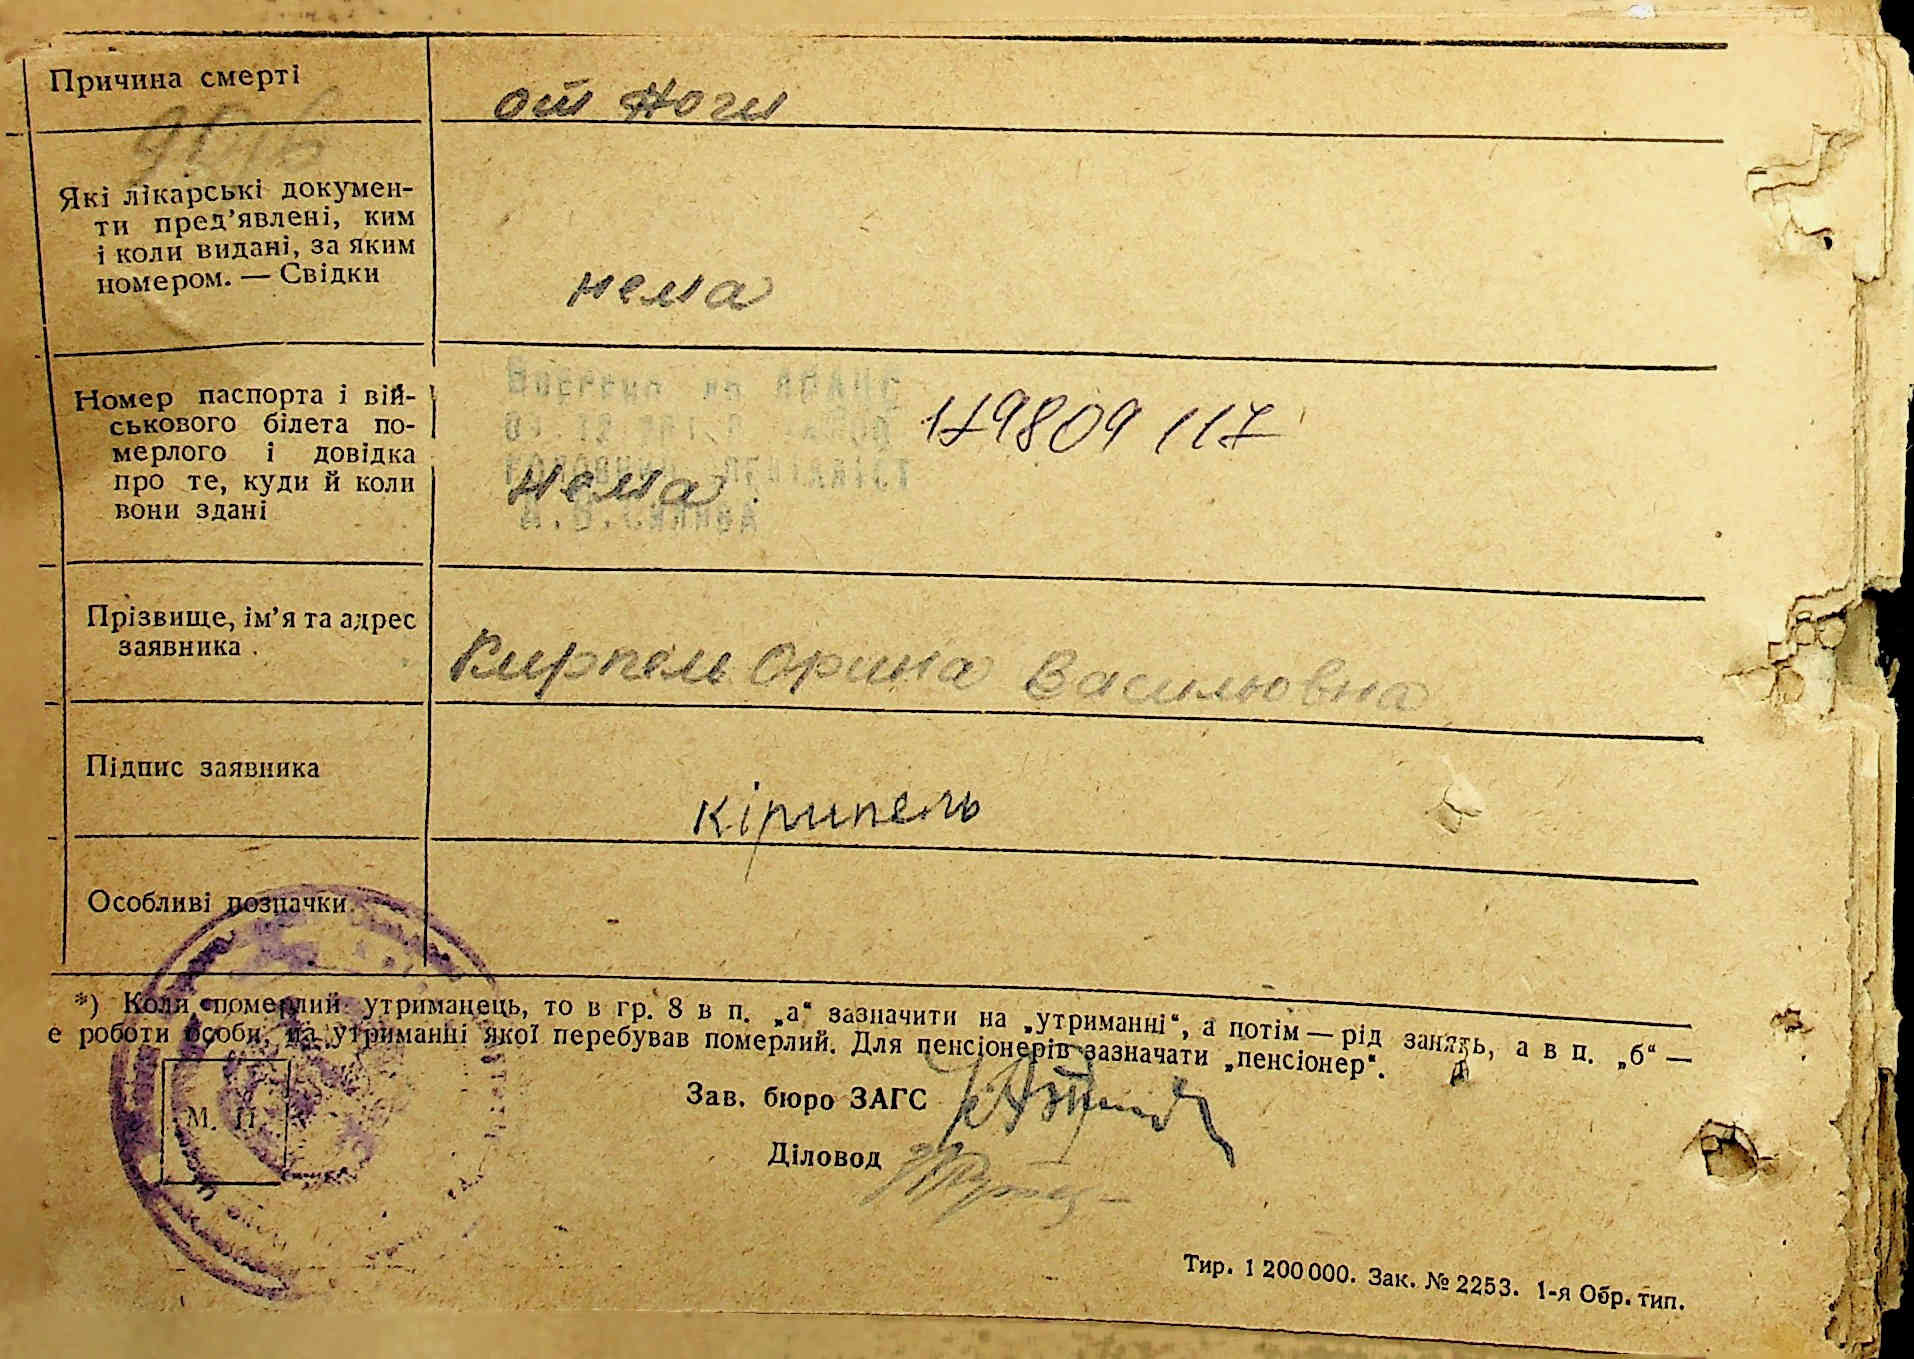 Причина смерті
от ноги
Які лікарські докумен-
ти пред’явлені, ким
і коли видані, за яким
номером. — Свідки
нема
Номер паспорта і вій-
ськового білета по-
мерлого і довідка
про те, куди й коли
вони здані
179809117
нема
Прізвище, ім’я та адрес
заявника
Кирпель Орина Василювна
Підпис заявника
кірипель
Особливі позначки
*) Коли померлий утриманець, то в гр. 8 в п. „а“ зазначити на „утриманні“, а потім — рід занять, а в п. „б“ —
е роботи особи, на утриманні якої перебував померлий. Для пенсіонерів зазначати „пенсіонер“.
М. П.
Зав. бюро ЗАГС
Діловод
Тир. 1 200 000. Зак. № 2253. 1-я Обр. тип.